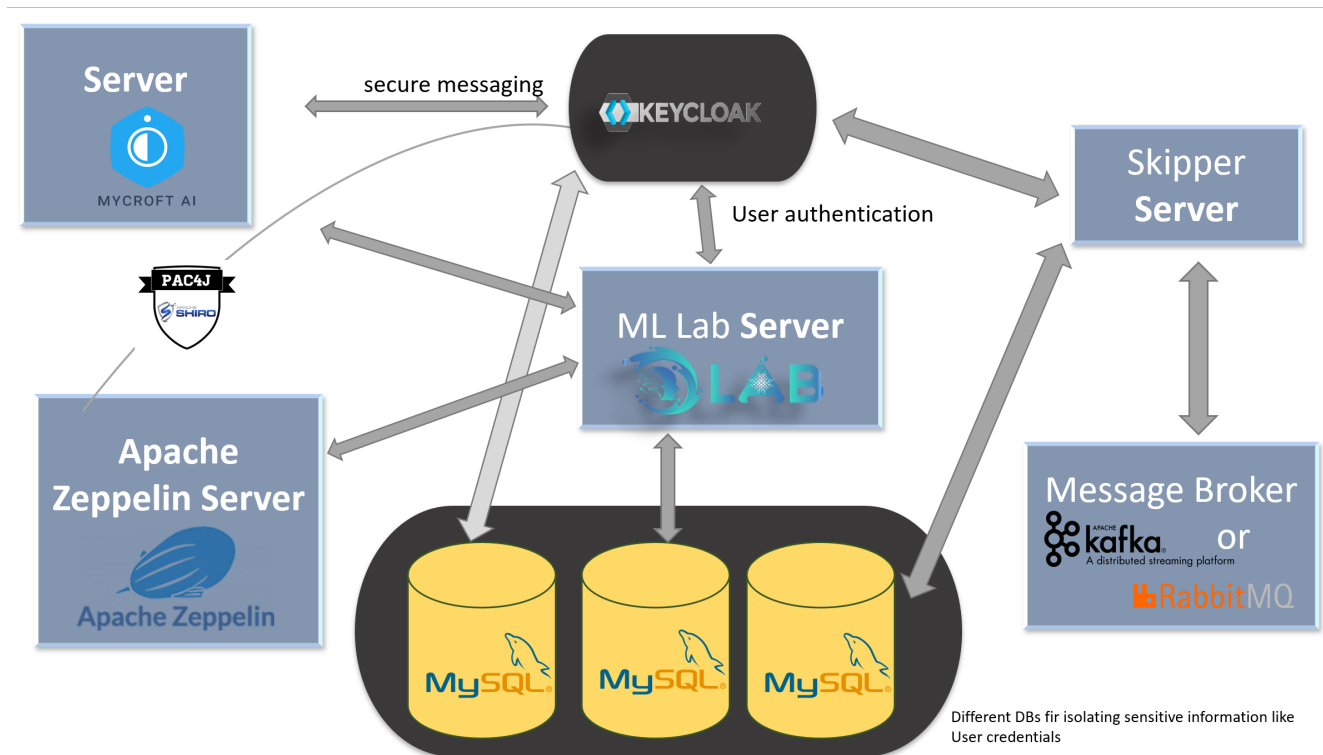 Server
MYCROFT AI
secure messaging
KEYCLOAK
Skipper
Server
User authentication
PAC4J
APACHE
SHIRO
ML Lab Server
LAB
Apache
Zeppelin Server
Apache Zeppelin
Message Broker
APACHE
kafka® or
A distributed streaming platform
RabbitMQ
MySQL®
MySQL®
MySQL®
Different DBs fir isolating sensitive information like
User credentials